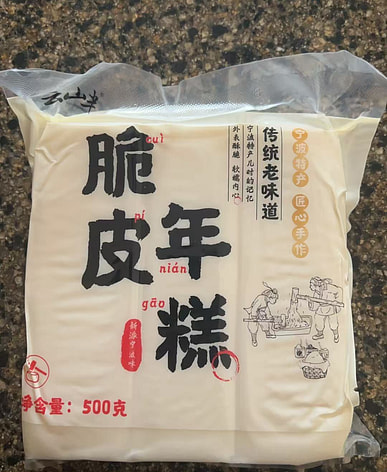 宁波特产 匠心手作
传统老味道
宁波特产儿时的记忆
外表酥脆 软糯内心
脆皮
cuì
pí
年糕
nián
gāo
新派宁滋味
净含量：500克